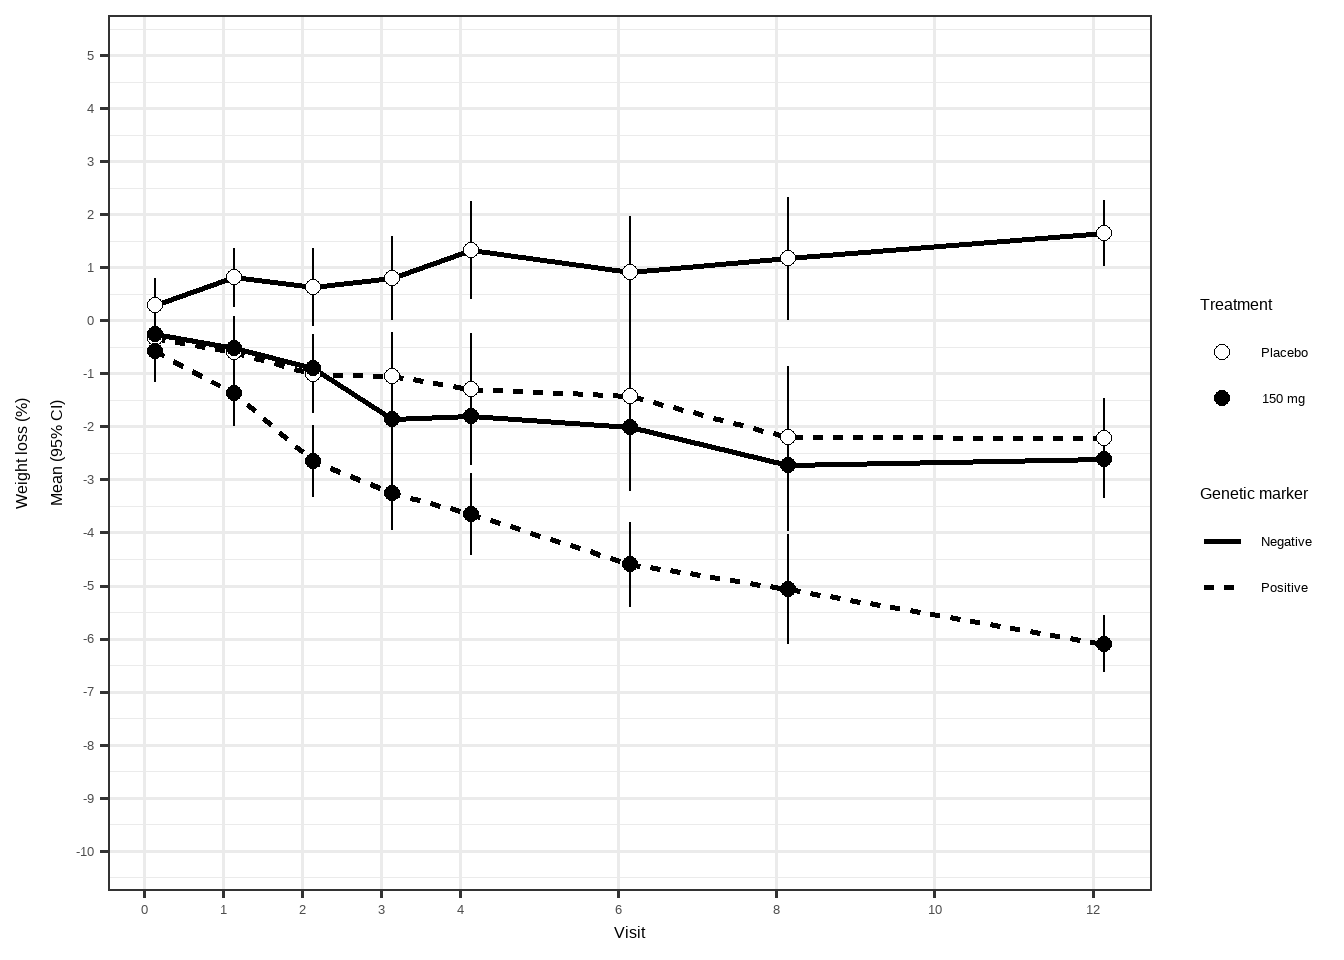 5
4
3
2
1
0
-1
-2
-3
-4
-5
-6
-7
-8
-9
-10
Weight loss (%)
Mean (95% CI)
0 1 2 3 4 6 8 10 12
Visit
Treatment
Placebo
150 mg
Genetic marker
Negative
Positive